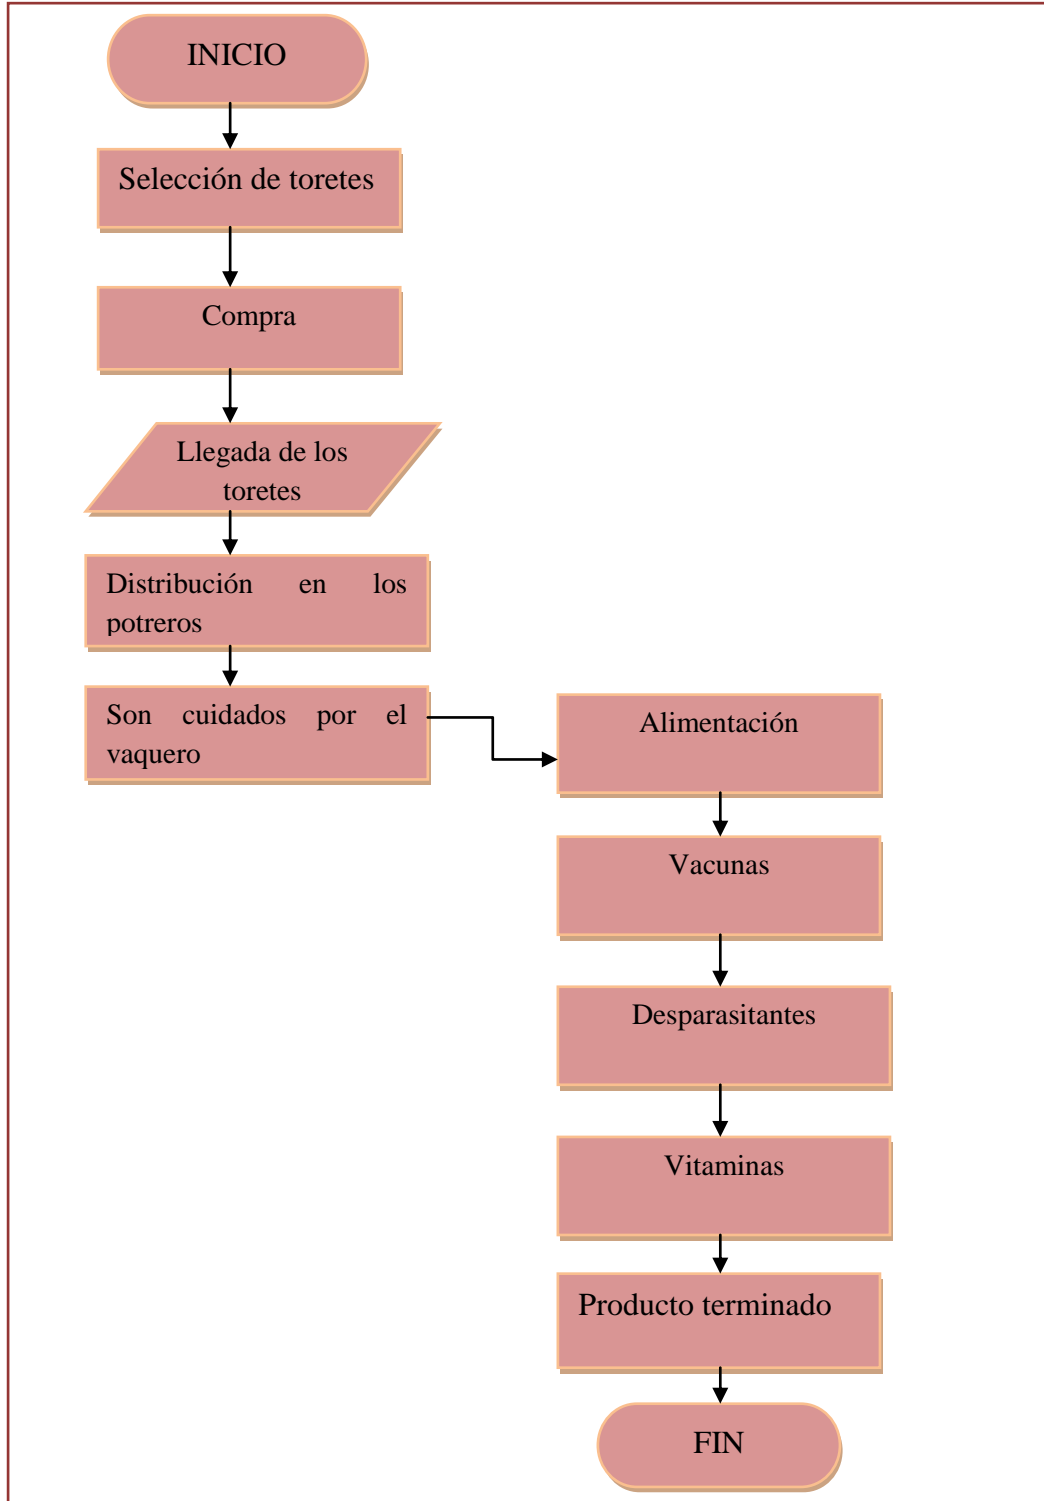 INICIO
Selección de toretes
Compra
Llegada de los
toretes
Distribución en los
potreros
Son cuidados por el
vaquero
Alimentación
Vacunas
Desparasitantes
Vitaminas
Producto terminado
FIN